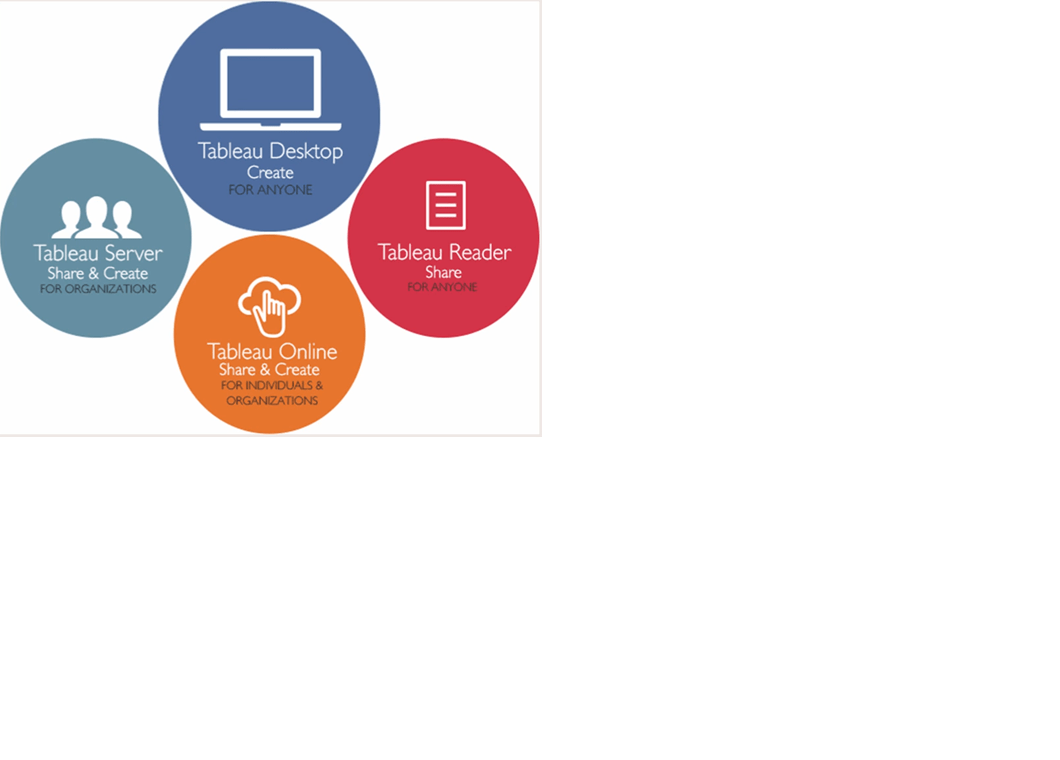 Tableau Desktop
Create
FOR ANYONE
Tableau Server
Share & Create
FOR ORGANIZATIONS
Tableau Reader
Share
FOR ANYONE
Tableau Online
Share & Create
FOR INDIVIDUALS &
ORGANIZATIONS